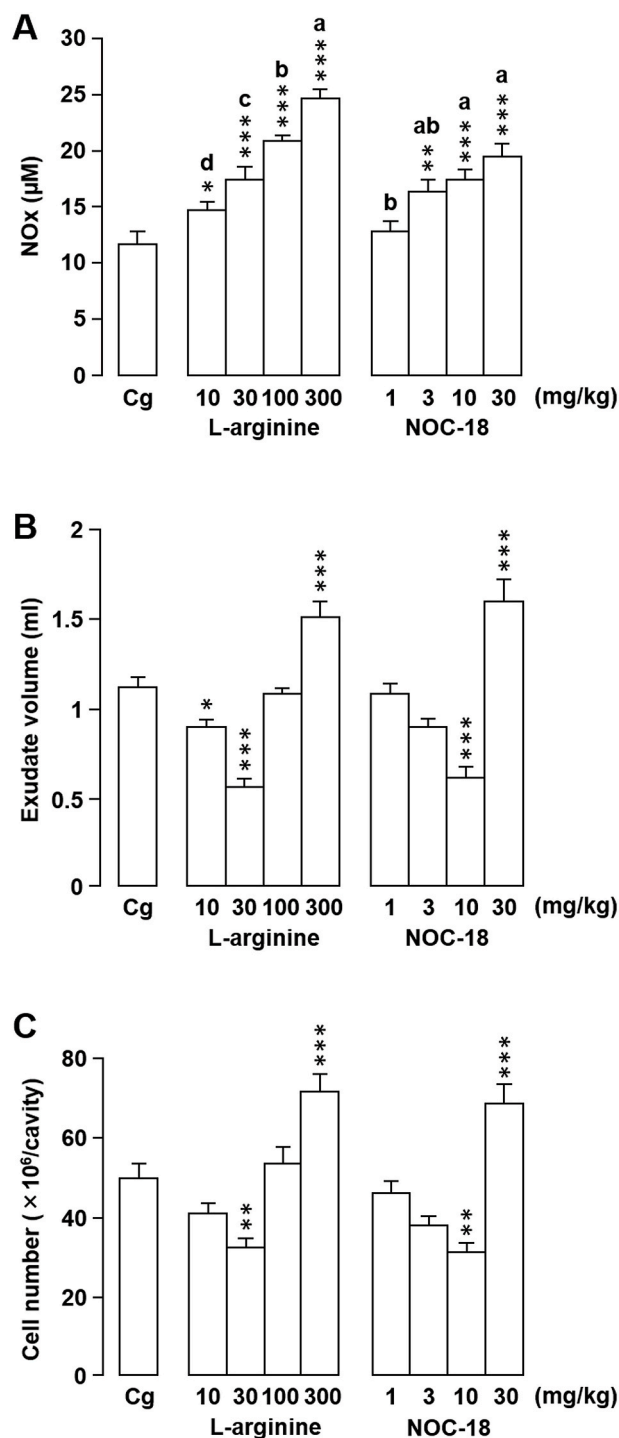 A
30
25
20
15
10
5
0
NOx (µM)
d
*
c
***
b
***
a
***
b
ab
**
a
***
a
***
Cg
10 30 100 300
1 3 10 30 (mg/kg)
L-arginine
NOC-18
B
2
1.5
1
0.5
0
Exudate volume (ml)
*
***
***
***
***
Cg
10 30 100 300
1 3 10 30 (mg/kg)
L-arginine
NOC-18
C
80
60
40
20
0
Cell number ( × 10⁶/cavity)
**
***
**
***
Cg
10 30 100 300
1 3 10 30 (mg/kg)
L-arginine
NOC-18